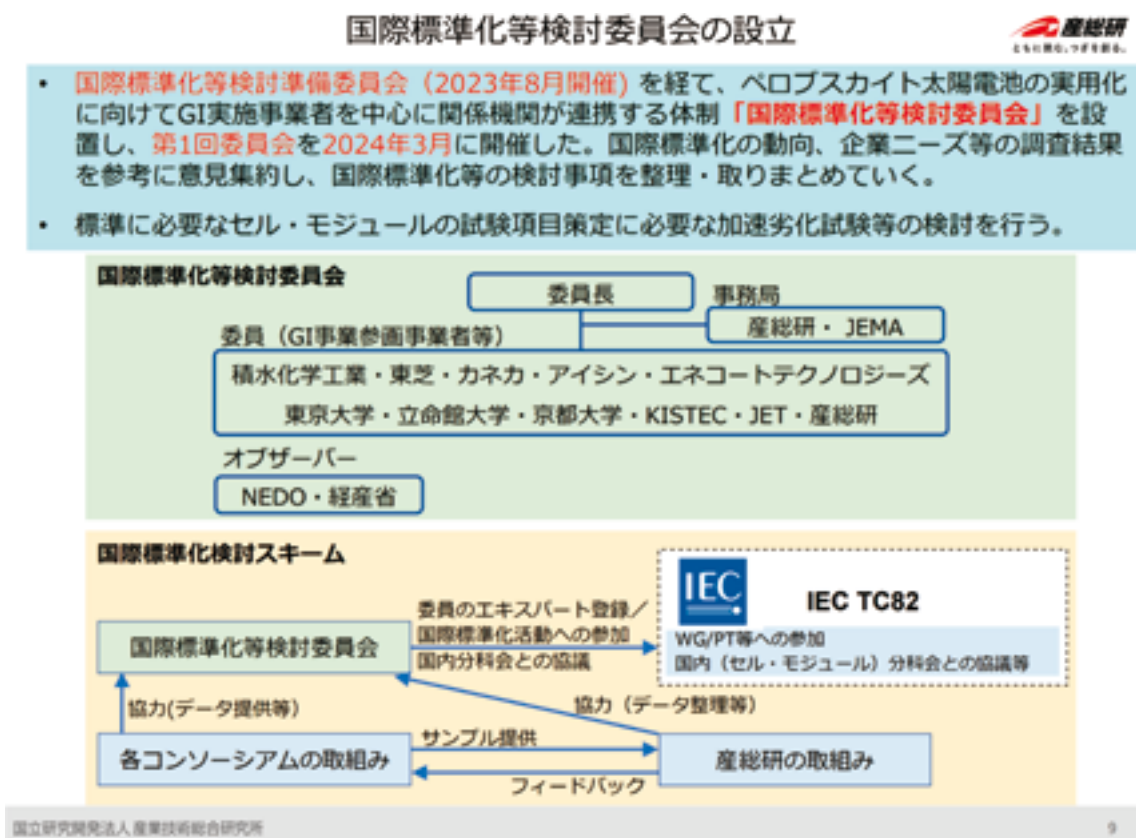 国際標準化等検討委員会の設立
産総研
ともに挑む。つぎを創る。
• 国際標準化等検討準備委員会（2023年8月開催) を経て、ペロブスカイト太陽電池の実用化
に向けてGI実施事業者を中心に関係機関が連携する体制「国際標準化等検討委員会」を設
置し、第1回委員会を2024年3月に開催した。国際標準化の動向、企業ニーズ等の調査結果
を参考に意見集約し、国際標準化等の検討事項を整理・取りまとめていく。
• 標準に必要なセル・モジュールの試験項目策定に必要な加速劣化試験等の検討を行う。
国際標準化等検討委員会
委員長
事務局
産総研・ JEMA
委員（GI事業参画事業者等）
積水化学工業・東芝・カネカ・アイシン・エネコートテクノロジーズ
東京大学・立命館大学・京都大学・KISTEC・JET・産総研
オブザーバー
NEDO・経産省
国際標準化検討スキーム
国際標準化等検討委員会
委員のエキスパート登録／
国際標準化活動への参加
国内分科会との協議
IEC
IEC TC82
WG/PT等への参加
国内（セル・モジュール）分科会との協議等
協力(データ提供等）
協力（データ整理等）
各コンソーシアムの取組み
サンプル提供
フィードバック
産総研の取組み
国立研究開発法人 産業技術総合研究所
9